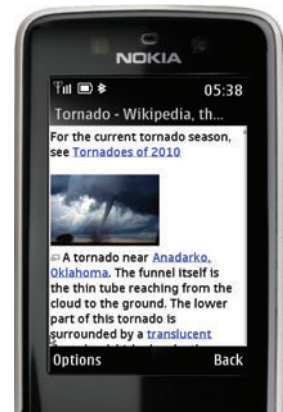 NOKIA
05:38
Tornado - Wikipedia, th...
For the current tornado season,
see Tornadoes of 2010
A tornado near Anadarko,
Oklahoma. The funnel itself is
the thin tube reaching from the
cloud to the ground. The lower
part of this tornado is
surrounded by a translucent
Options Back